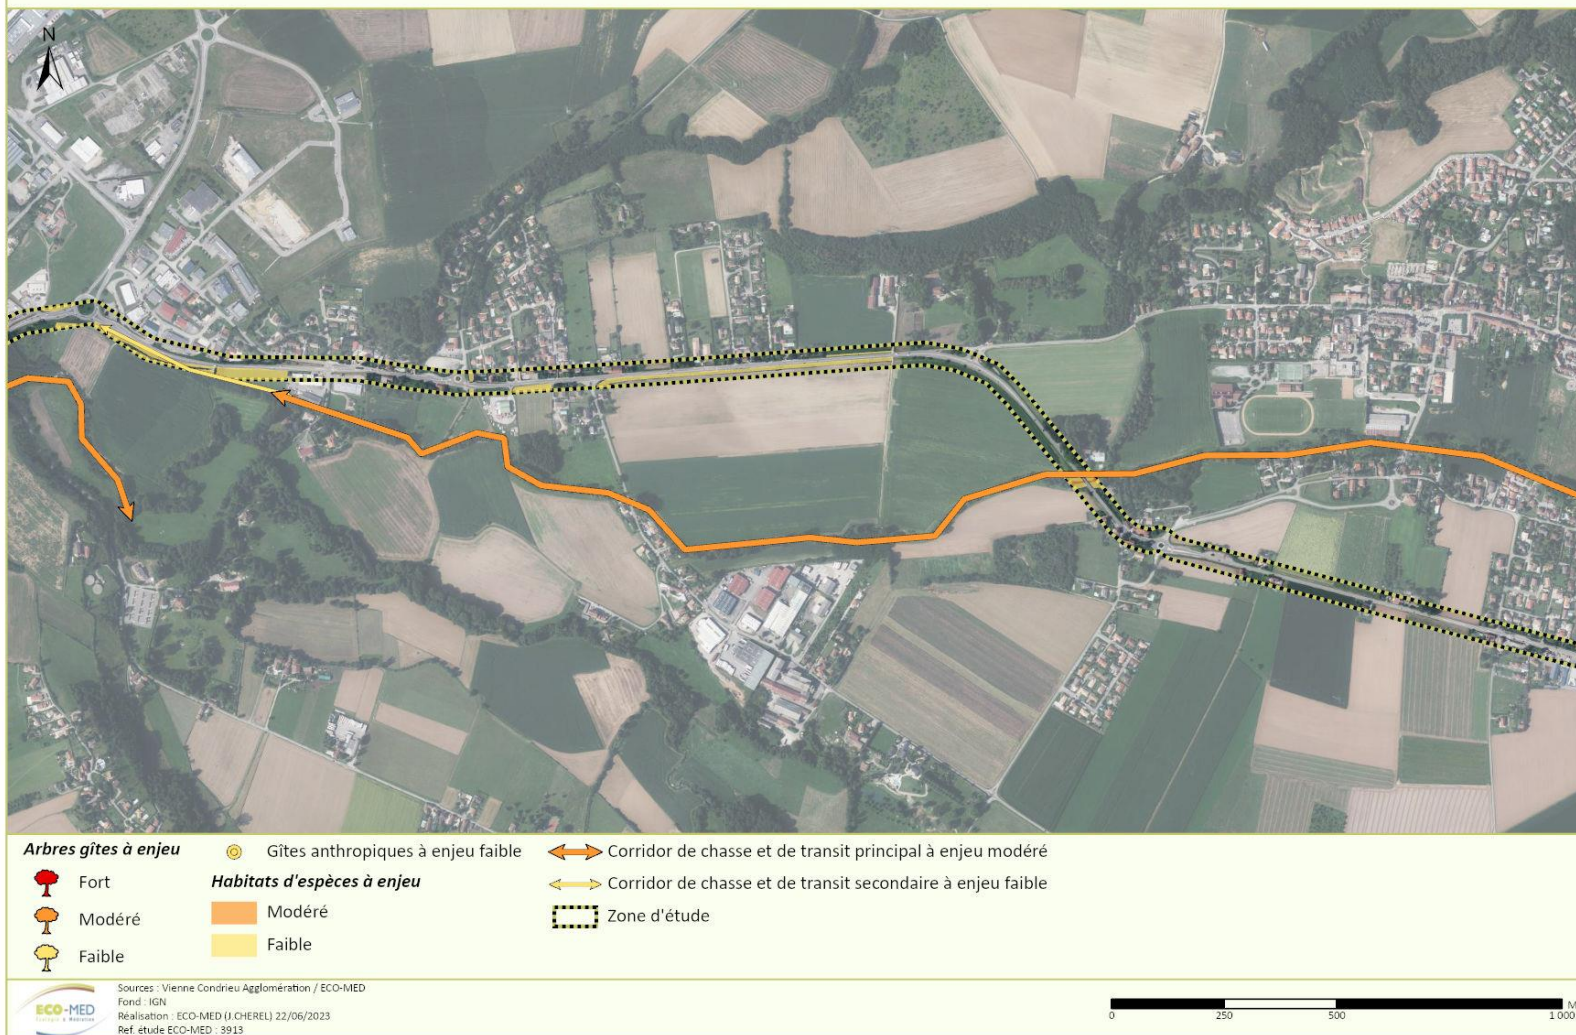 N
Arbres gîtes à enjeu
Fort
Modéré
Faible
Gîtes anthropiques à enjeu faible
Habitats d'espèces à enjeu
Modéré
Faible
Corridor de chasse et de transit principal à enjeu modéré
Corridor de chasse et de transit secondaire à enjeu faible
Zone d'étude
ECO-MED
Sources : Vienne Condrieu Agglomération / ECO-MED
Fond : IGN
Réalisation : ECO-MED (J.CHEREL) 22/06/2023
Ref. étude ECO-MED : 3913
M
0 250 500 1 000